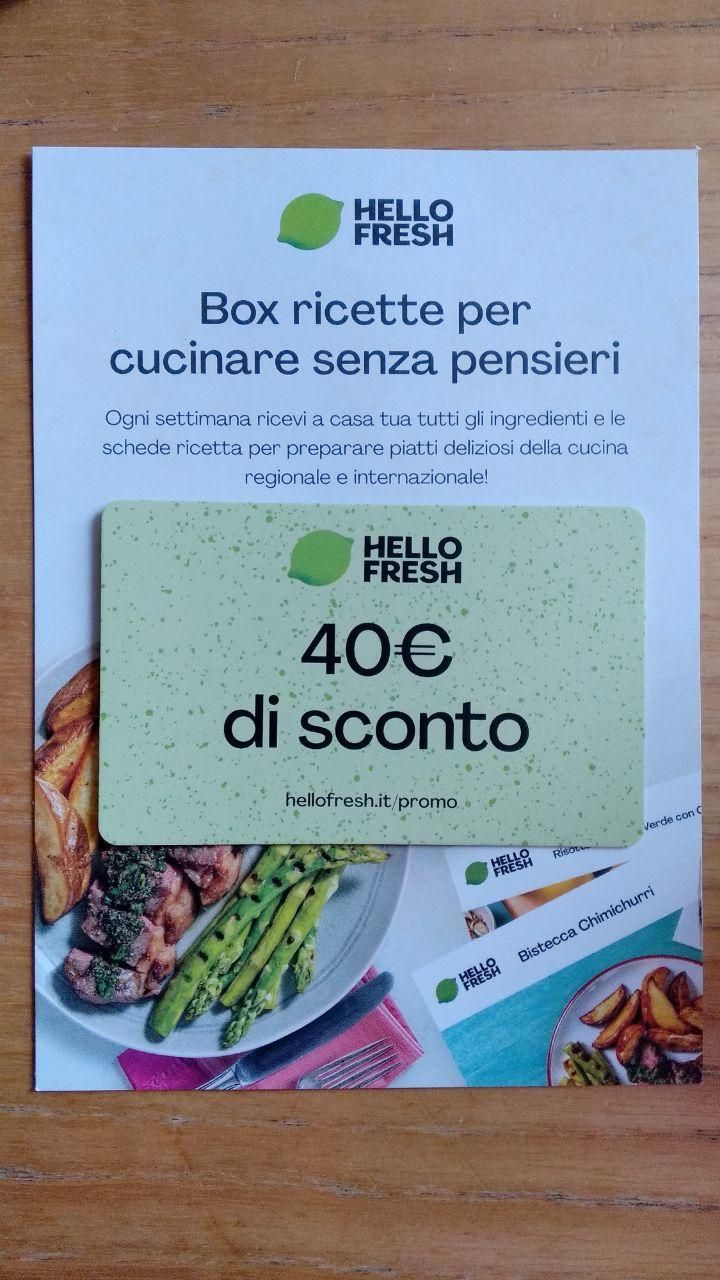 HELLO
FRESH
Box ricette per
cucinare senza pensieri
Ogni settimana ricevi a casa tua tutti gli ingredienti e le
schede ricetta per preparare piatti deliziosi della cucina
regionale e internazionale!
HELLO
FRESH
40€
di sconto
hellofresh.it/promo
HELLO
FRESH
Verde con
HELLO
FRESH
Bistecca Chimichurri